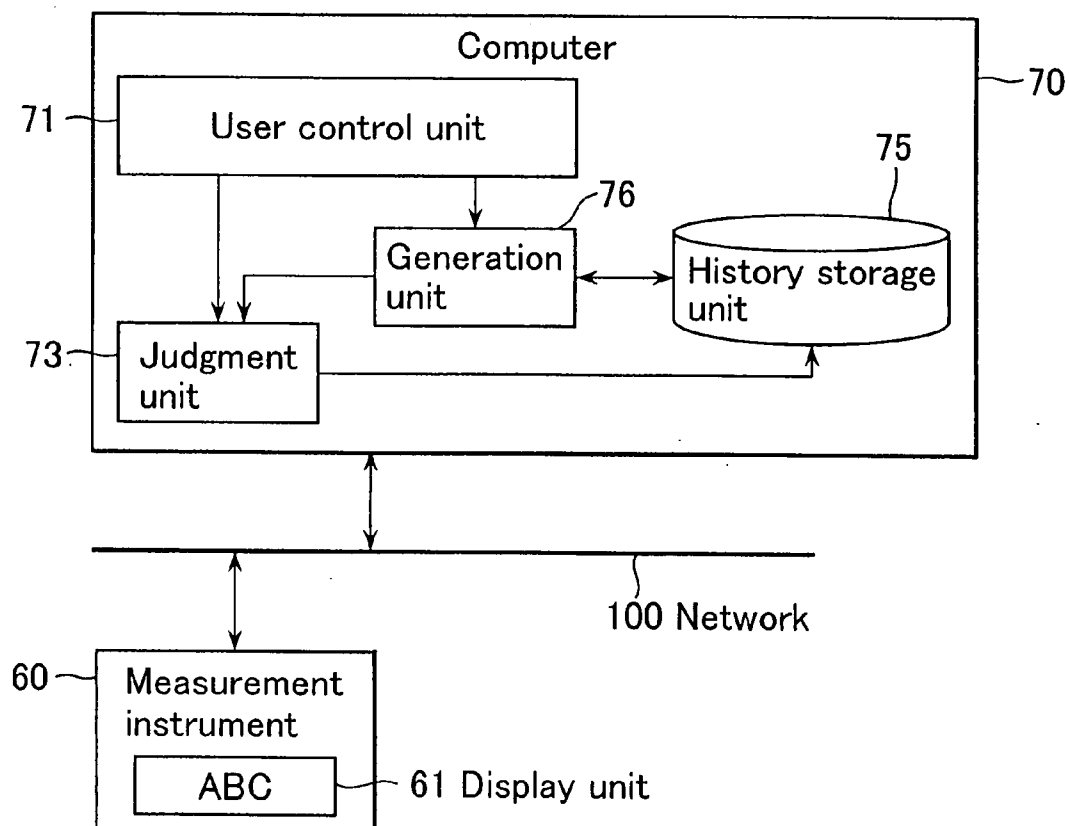 Computer
70
71
User control unit
75
76
Generation
unit
History storage
unit
73
Judgment
unit
100 Network
60
Measurement
instrument
ABC
61 Display unit